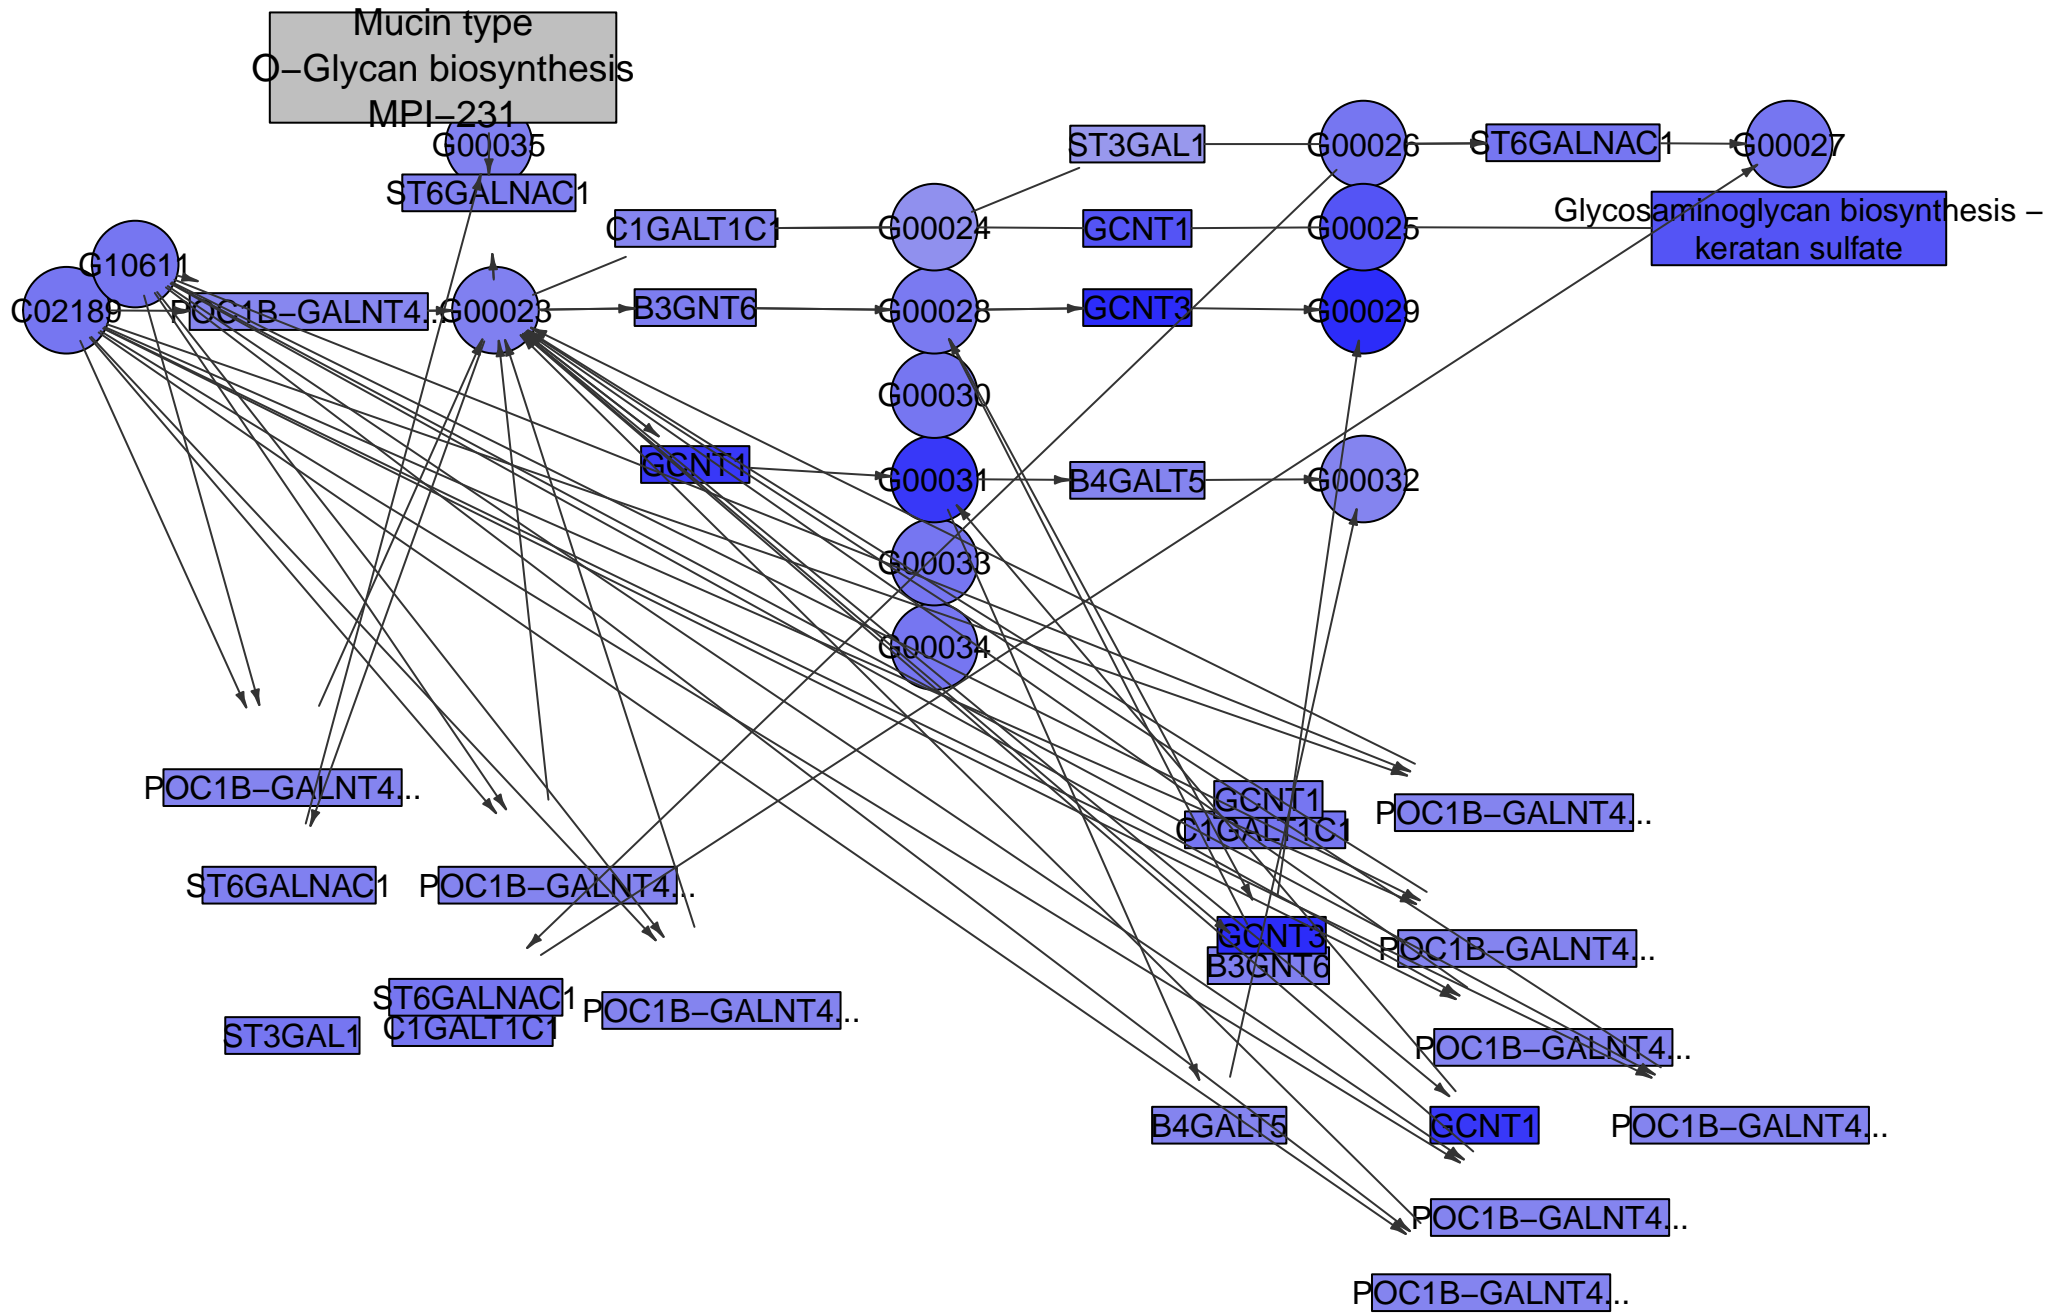 Mucin type
O–Glycan biosynthesis
MPI–231
G00035
ST3GAL1
G00026
ST6GALNAC1
G00027
ST6GALNAC1
C1GALT1C1
G00024
GCNT1
G00025
Glycosaminoglycan biosynthesis –
keratan sulfate
G10611
C02189
POC1B–GALNT4...
G00023
B3GNT6
G00028
GCNT3
G00029
G00030
GCNT1
G00031
B4GALT5
G00032
G00033
G00034
POC1B–GALNT4...
GCNT1
POC1B–GALNT4...
C1GALT1C1
ST6GALNAC1
POC1B–GALNT4...
GCNT3
POC1B–GALNT4...
B3GNT6
ST6GALNAC1
POC1B–GALNT4...
C1GALT1C1
ST3GAL1
POC1B–GALNT4...
B4GALT5
GCNT1
POC1B–GALNT4...
POC1B–GALNT4...
POC1B–GALNT4...